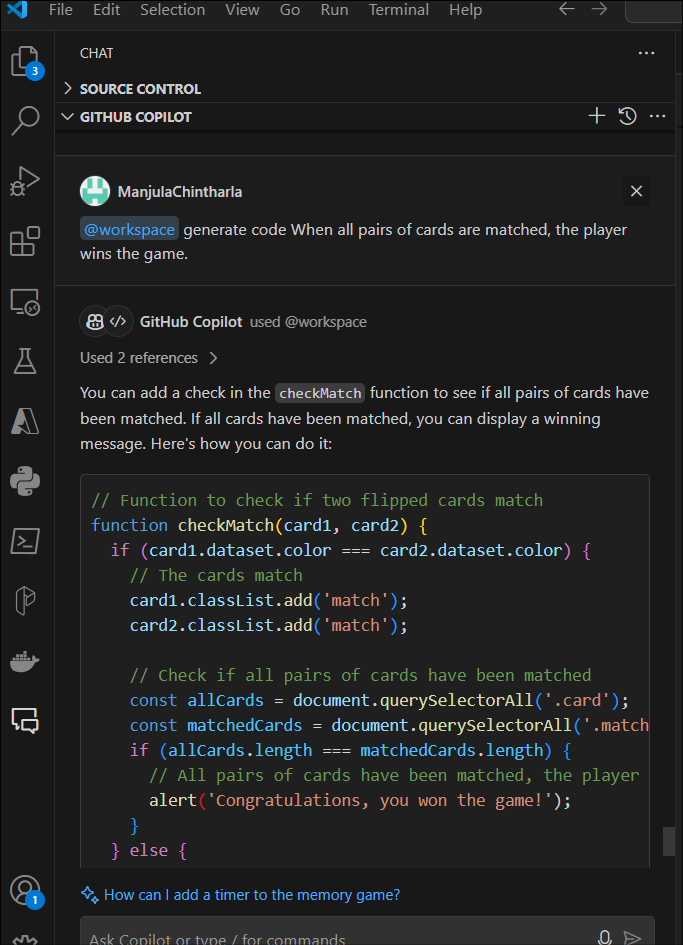 File Edit Selection View Go Run Terminal Help
CHAT
3
SOURCE CONTROL
GITHUB COPILOT
ManjulaChintharla
@workspace generate code When all pairs of cards are matched, the player
wins the game.
GitHub Copilot used @workspace
Used 2 references
You can add a check in the checkMatch function to see if all pairs of cards have
been matched. If all cards have been matched, you can display a winning
message. Here's how you can do it:
// Function to check if two flipped cards match
function checkMatch(card1, card2) {
if (card1.dataset.color === card2.dataset.color) {
// The cards match
card1.classList.add('match');
card2.classList.add('match');
// Check if all pairs of cards have been matched
const allCards = document.querySelectorAll('.card');
const matchedCards = document.querySelectorAll('.match
if (allCards.length === matchedCards.length) {
// All pairs of cards have been matched, the player
alert('Congratulations, you won the game!');
}
} else {
1
How can I add a timer to the memory game?
Ask Copilot or type / for commands